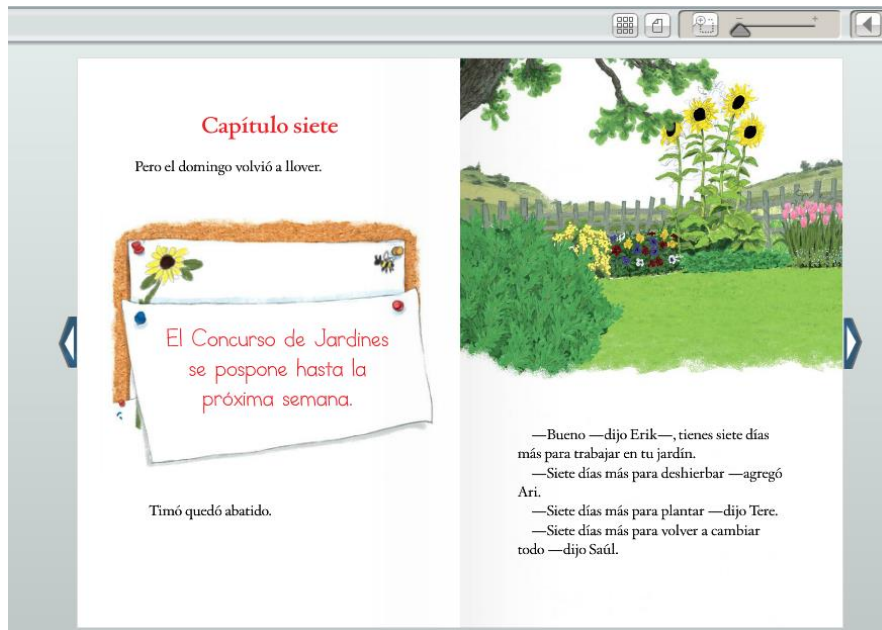 Capítulo siete
Pero el domingo volvió a llover.
El Concurso de Jardines
se pospone hasta la
próxima semana.
Timó quedó abatido.
—Bueno —dijo Erik—, tienes siete días
más para trabajar en tu jardín.
—Siete días más para deshierbar —agregó
Ari.
—Siete días más para plantar —dijo Tere.
—Siete días más para volver a cambiar
todo —dijo Saúl.